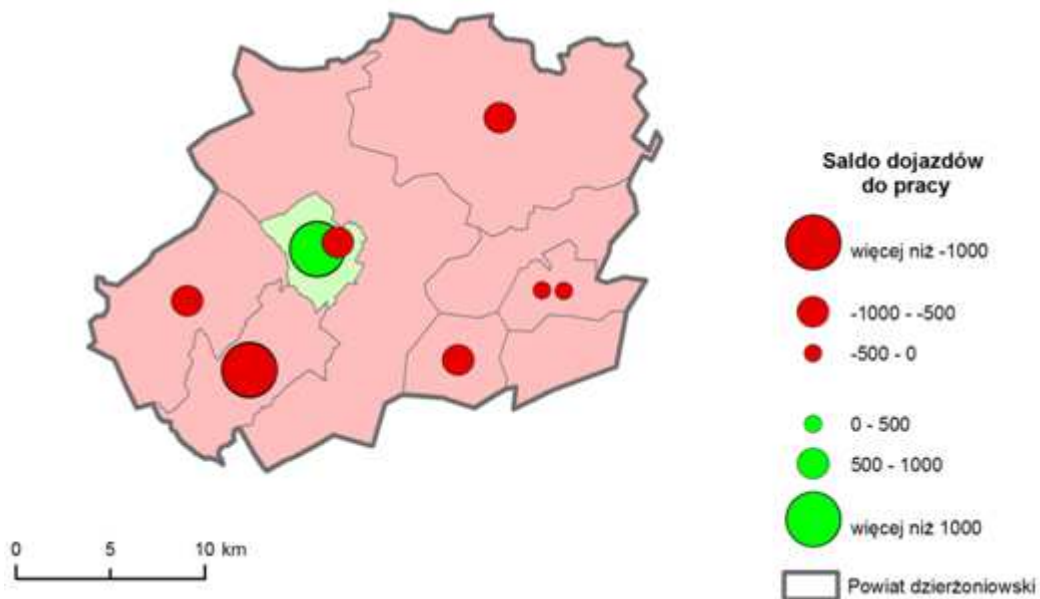 Saldo dojazdów
do pracy
więcej niż -1000
-1000 - -500
-500 - 0
0 - 500
500 - 1000
więcej niż 1000
Powiat dzierżoniowski
0 5 10 km